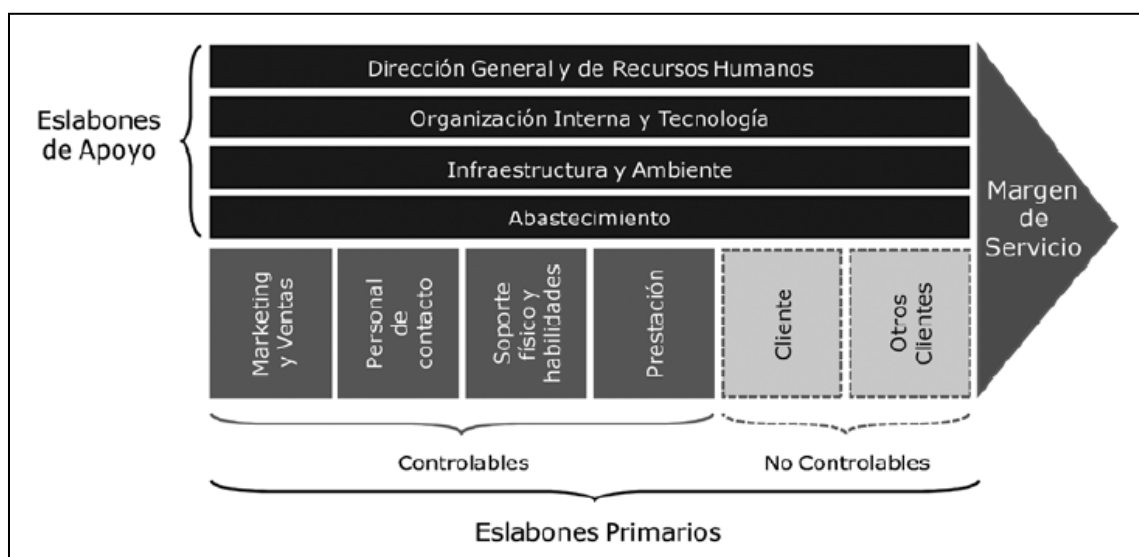 Dirección General y de Recursos Humanos
Organización Interna y Tecnología
Infraestructura y Ambiente
Abastecimiento
Eslabones
de Apoyo
Margen
de
Servicio
Marketing
y Ventas
Personal
de
contacto
Soporte
físico y
habilidades
Prestación
Cliente
Otros
Clientes
Controlables
No Controlables
Eslabones Primarios